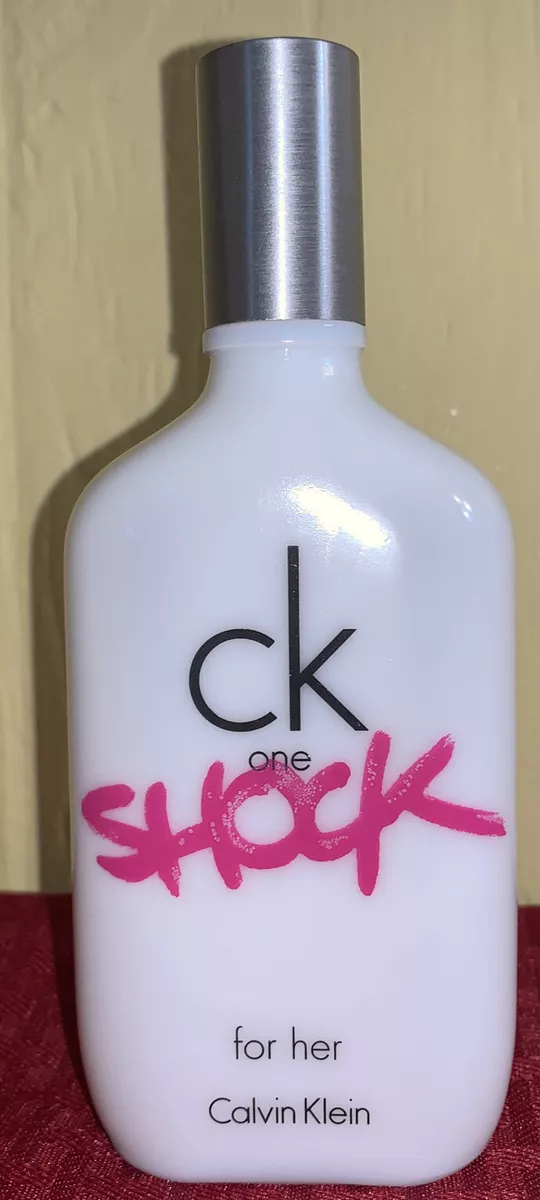 ck
one
SHOCK
for her
Calvin Klein